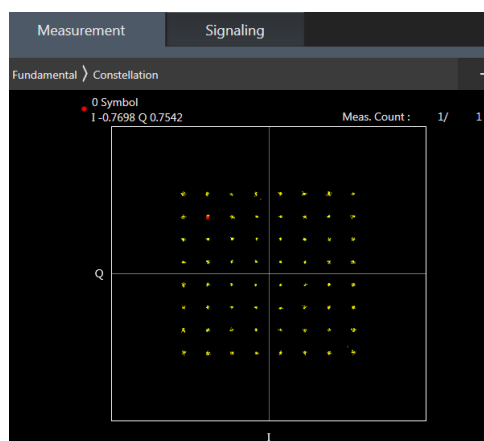 Measurement Signaling
Fundamental 〉Constellation
0 Symbol
I -0.7698 Q 0.7542 Meas. Count : 1/ 1
Q
I